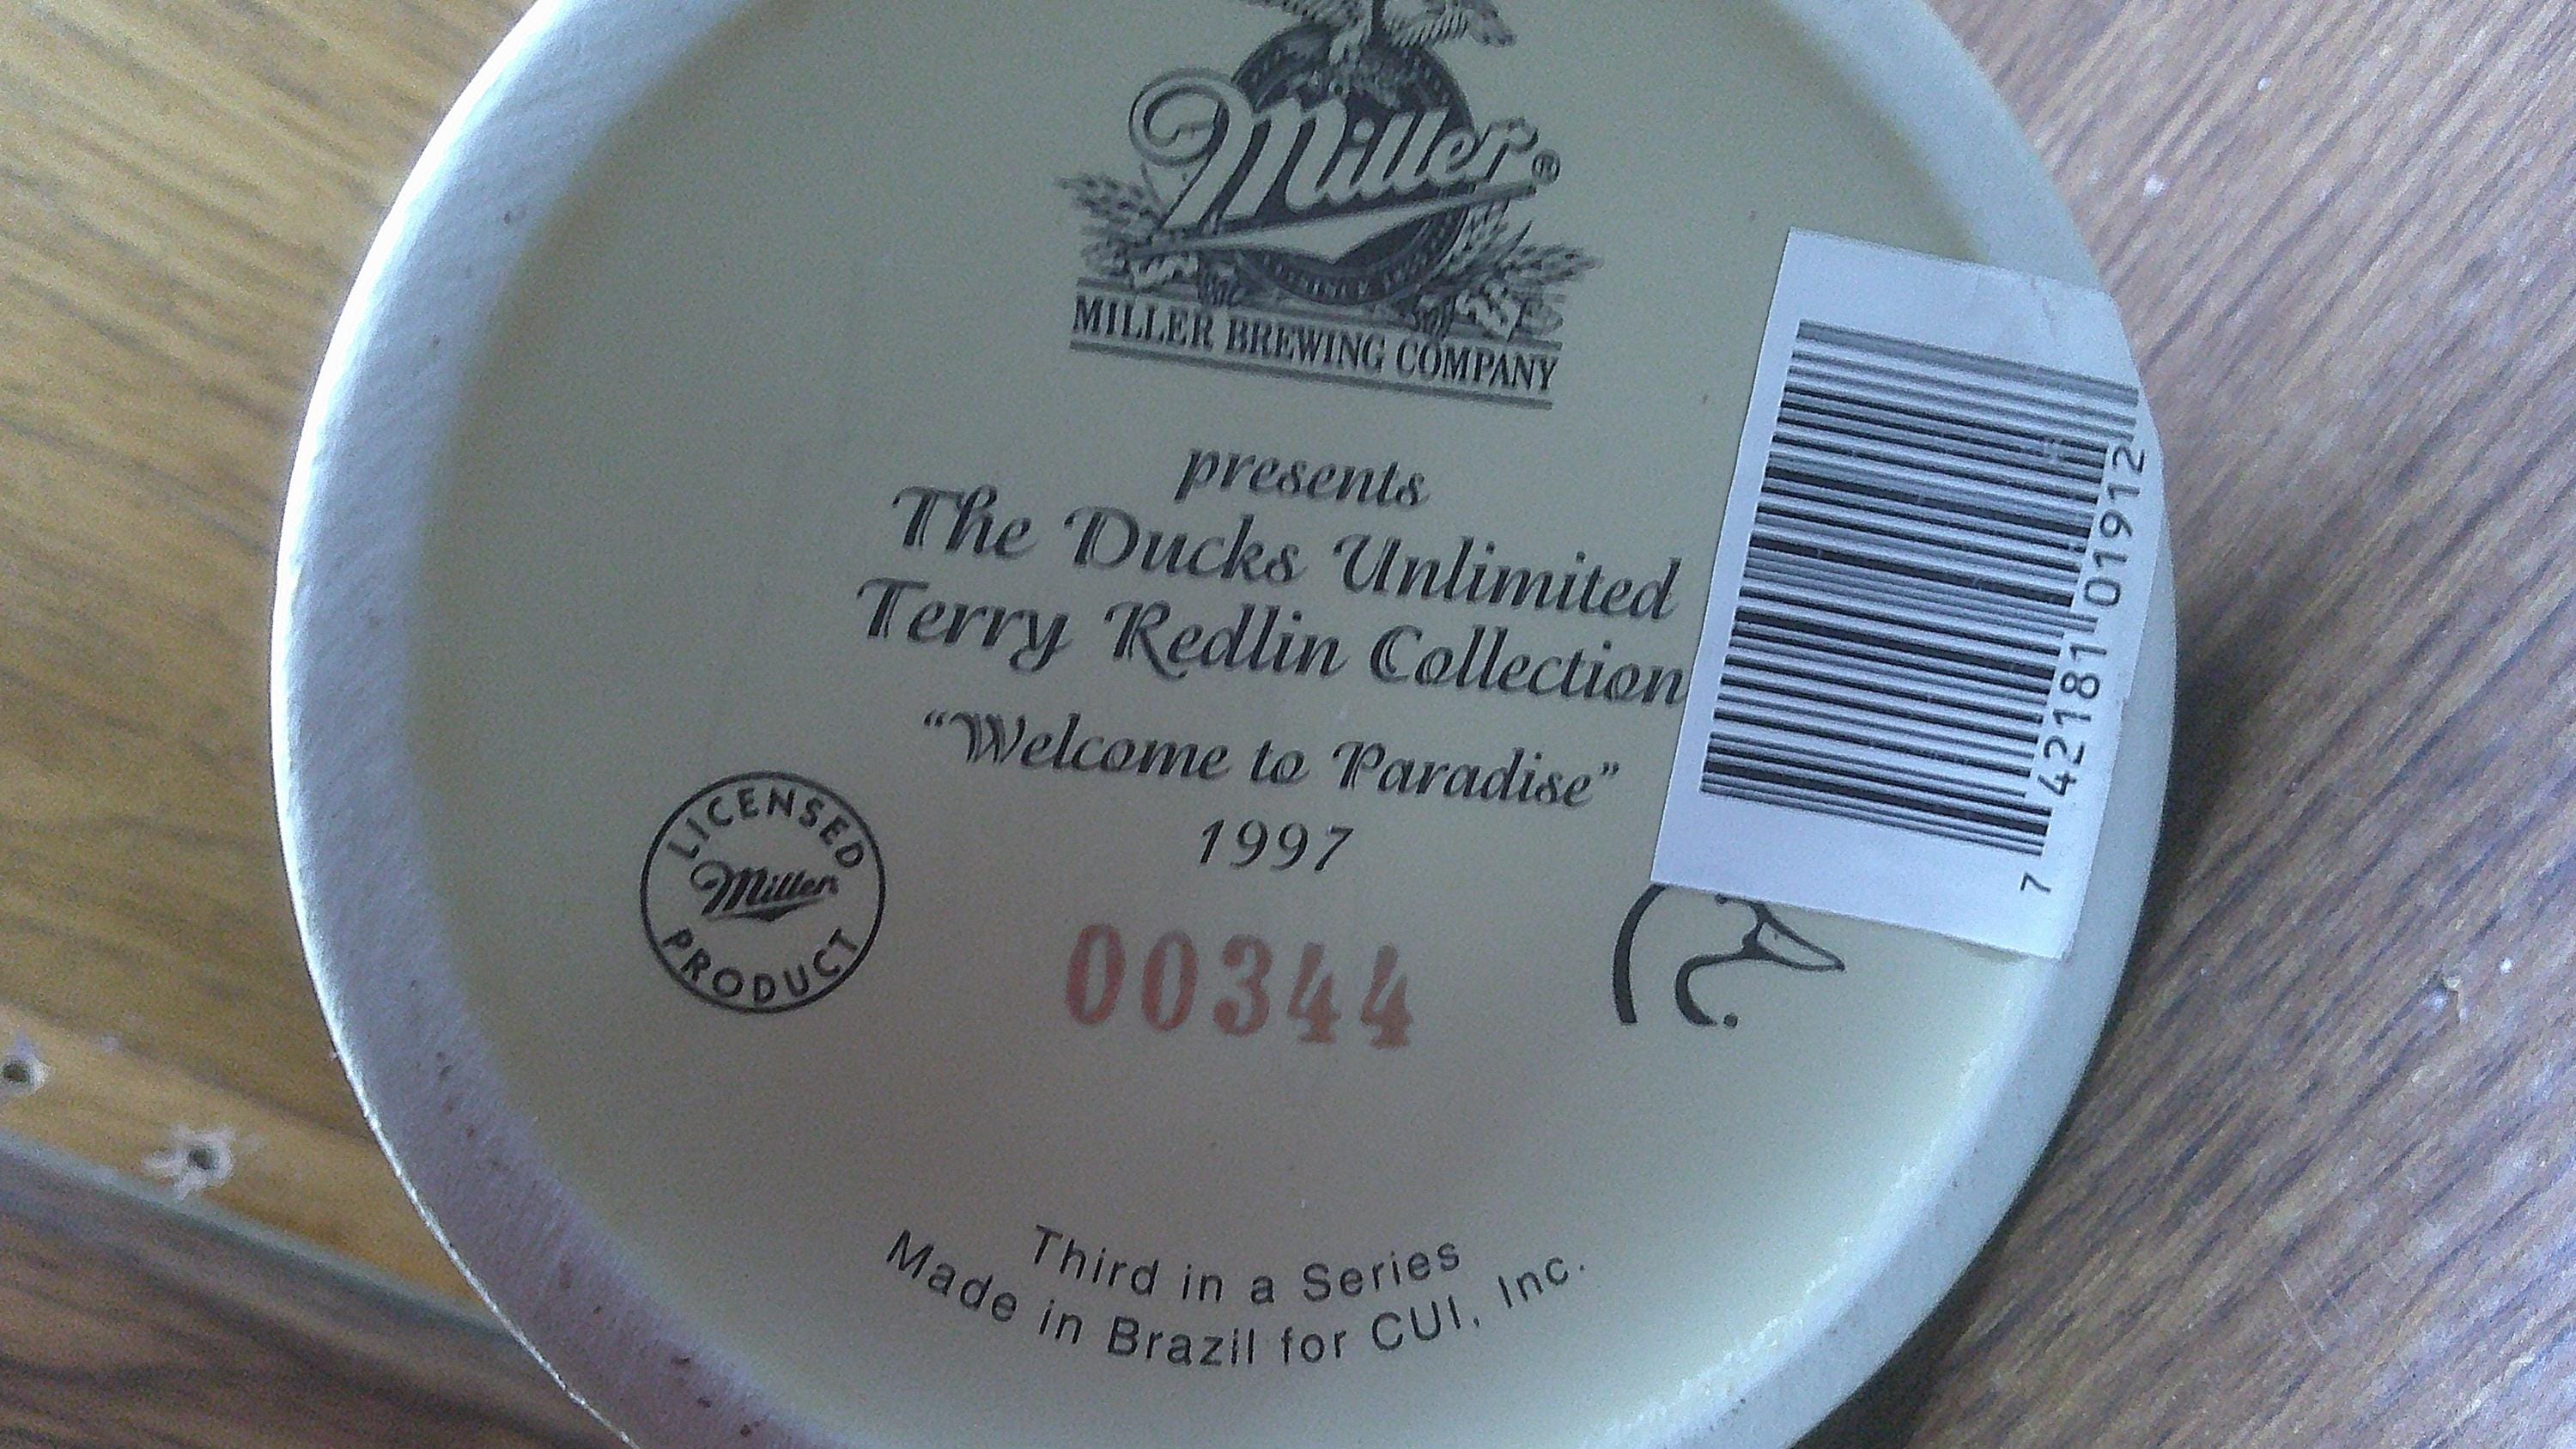 Miller®
MILLER BREWING COMPANY
presents
The Ducks Unlimited
Terry Redlin Collection
"Welcome to Paradise"
1997
LICENSED
Miller
PRODUCT
00344
Third in a Series
Made in Brazil for CUI, Inc.
7 42181 01912